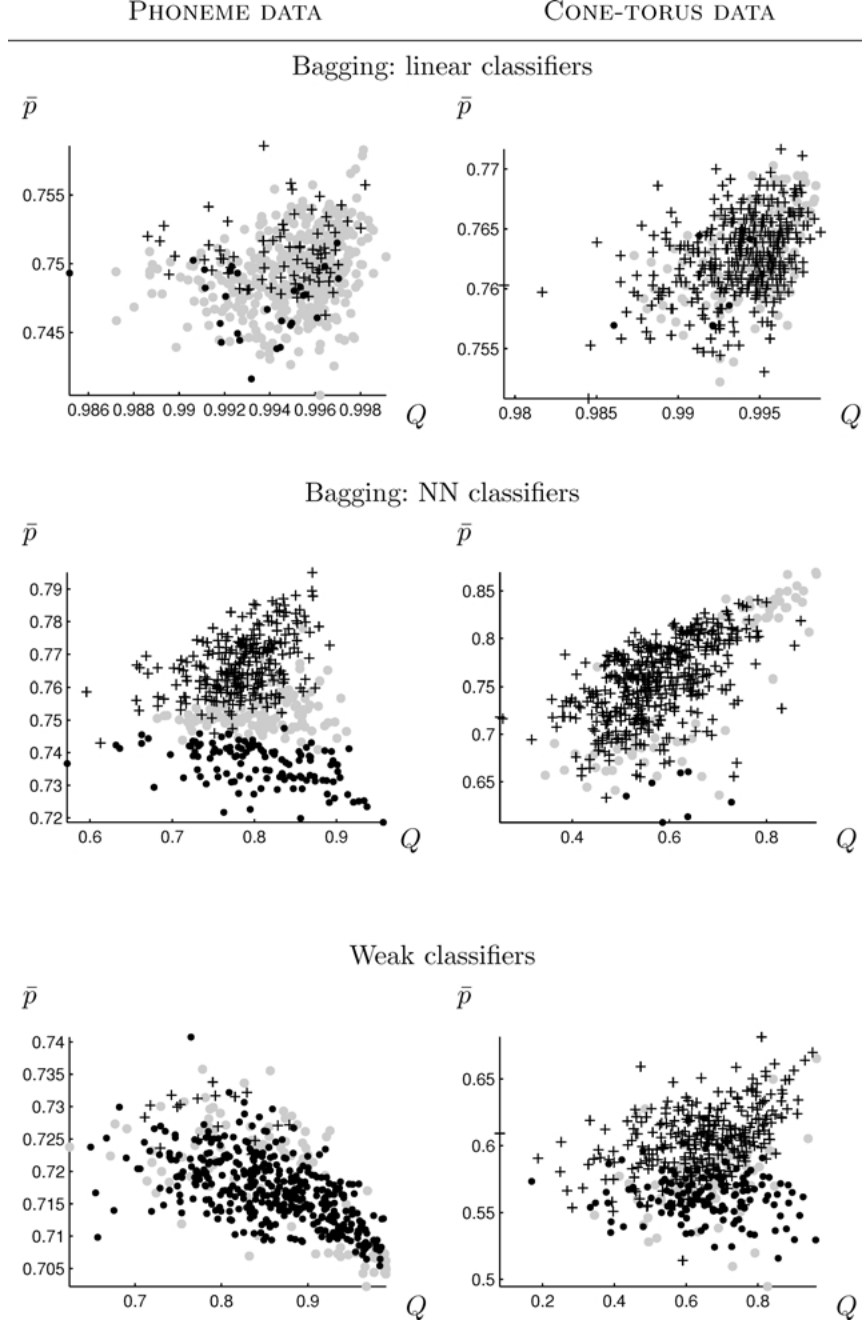 PHONEME DATA CONE-TORUS DATA
Bagging: linear classifiers
p̄ p̄
0.755
0.75
0.745
0.986 0.988 0.99 0.992 0.994 0.996 0.998 Q
0.77
0.765
0.76
0.755
0.98 0.985 0.99 0.995 Q
Bagging: NN classifiers
p̄ p̄
0.79
0.78
0.77
0.76
0.75
0.74
0.73
0.72
0.6 0.7 0.8 0.9 Q
0.85
0.8
0.75
0.7
0.65
0.4 0.6 0.8 Q
Weak classifiers
p̄ p̄
0.74
0.735
0.73
0.725
0.72
0.715
0.71
0.705
0.7 0.8 0.9 Q
0.65
0.6
0.55
0.5
0.2 0.4 0.6 0.8 Q